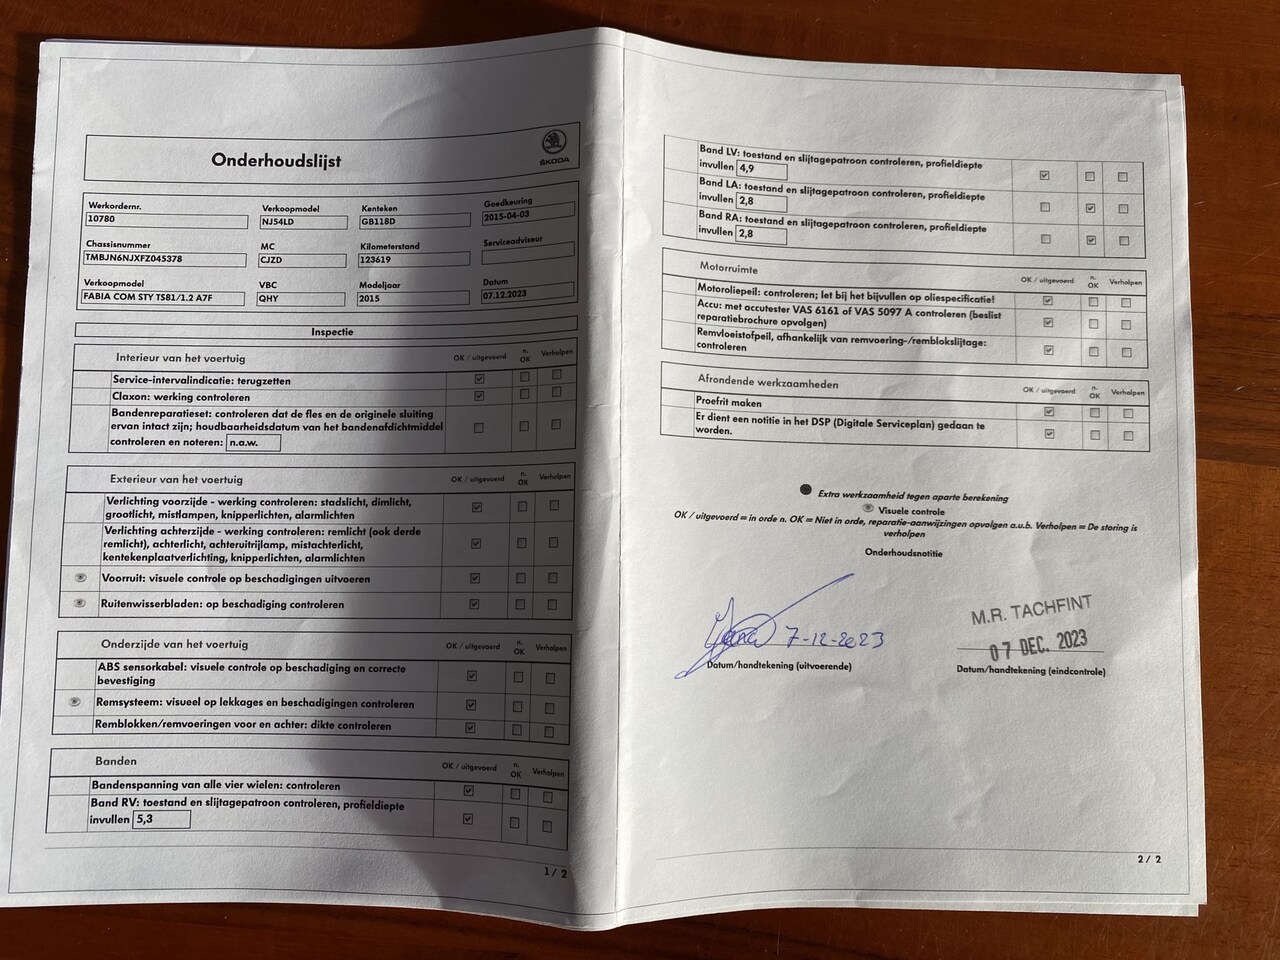 Onderhoudslijst
ŠKODA
Werkordernr.
10780
Verkoopmodel
NJ54LD
Kenteken
GB118D
Goedkeuring
2015-04-03
Chassisnummer
TMBJN6NJXFZ045378
MC
CJZD
Kilometerstand
123619
Serviceadviseur
Verkoopmodel
FABIA COM STY TS81/1.2 A7F
VBC
QHY
Modeljaar
2015
Datum
07.12.2023
Inspectie
Interieur van het voertuig OK / uitgevoerd n. OK Verholpen
Service-intervalindicatie: terugzetten
Claxon: werking controleren
Bandenreparatieset: controleren dat de fles en de originele sluiting
ervan intact zijn; houdbaarheidsdatum van het bandenafdichtmiddel
controleren en noteren: n.a.w.
Exterieur van het voertuig OK / uitgevoerd n. OK Verholpen
Verlichting voorzijde - werking controleren: stadslicht, dimlicht,
grootlicht, mistlampen, knipperlichten, alarmlichten
Verlichting achterzijde - werking controleren: remlicht (ook derde
remlicht), achterlicht, achteruitrijlamp, mistachterlicht,
kentekenplaatverlichting, knipperlichten, alarmlichten
Voorruit: visuele controle op beschadigingen uitvoeren
Ruitenwisserbladen: op beschadiging controleren
Onderzijde van het voertuig OK / uitgevoerd n. OK Verholpen
ABS sensorkabel: visuele controle op beschadiging en correcte
bevestiging
Remsysteem: visueel op lekkages en beschadigingen controleren
Remblokken/remvoeringen voor en achter: dikte controleren
Banden OK / uitgevoerd n. OK Verholpen
Bandenspanning van alle vier wielen: controleren
Band RV: toestand en slijtagepatroon controleren, profieldiepte
invullen 5,3
1 / 2
Band LV: toestand en slijtagepatroon controleren, profieldiepte
invullen 4,9
Band LA: toestand en slijtagepatroon controleren, profieldiepte
invullen 2,8
Band RA: toestand en slijtagepatroon controleren, profieldiepte
invullen 2,8
Motorruimte OK / uitgevoerd n. OK Verholpen
Motoroliepeil: controleren; let bij het bijvullen op oliespecificatie!
Accu: met accutester VAS 6161 of VAS 5097 A controleren (beslist
reparatiebrochure opvolgen)
Remvloeistofpeil, afhankelijk van remvoering-/remblokslijtage:
controleren
Afrondende werkzaamheden OK / uitgevoerd n. OK Verholpen
Proefrit maken
Er dient een notitie in het DSP (Digitale Serviceplan) gedaan te
worden.
Extra werkzaamheid tegen aparte berekening
Visuele controle
OK / uitgevoerd = in orde n. OK = Niet in orde, reparatie-aanwijzingen opvolgen a.u.b. Verholpen = De storing is
verholpen
Onderhoudsnotitie
7-12-2023
Datum/handtekening (uitvoerende)
M.R. TACHFINT
07 DEC. 2023
Datum/handtekening (eindcontrole)
2 / 2